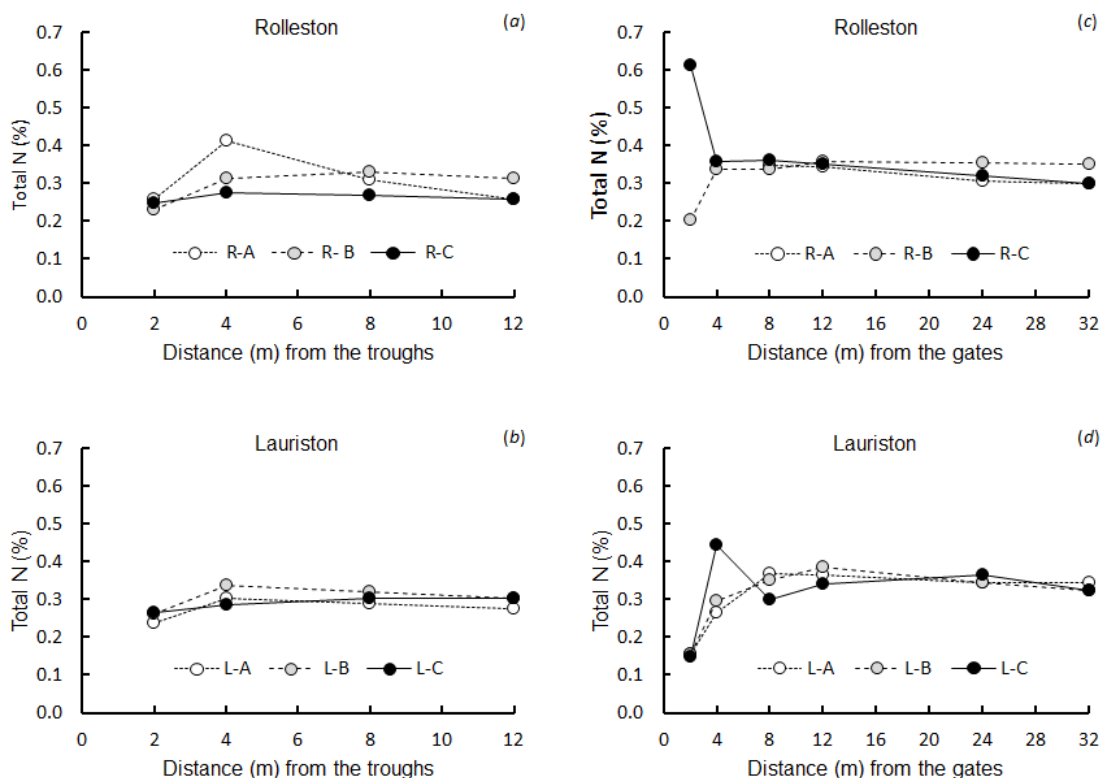 Rolleston
(a)
Total N (%)
0.7
0.6
0.5
0.4
0.3
0.2
0.1
0.0
R-A R- B R-C
0 2 4 6 8 10 12
Distance (m) from the troughs
Rolleston
(c)
Total N (%)
0.7
0.6
0.5
0.4
0.3
0.2
0.1
0.0
R-A R-B R-C
0 4 8 12 16 20 24 28 32
Distance (m) from the gates
Lauriston
(b)
Total N (%)
0.7
0.6
0.5
0.4
0.3
0.2
0.1
0.0
L-A L-B L-C
0 2 4 6 8 10 12
Distance (m) from the troughs
Lauriston
(d)
Total N (%)
0.7
0.6
0.5
0.4
0.3
0.2
0.1
0.0
L-A L-B L-C
0 4 8 12 16 20 24 28 32
Distance (m) from the gates